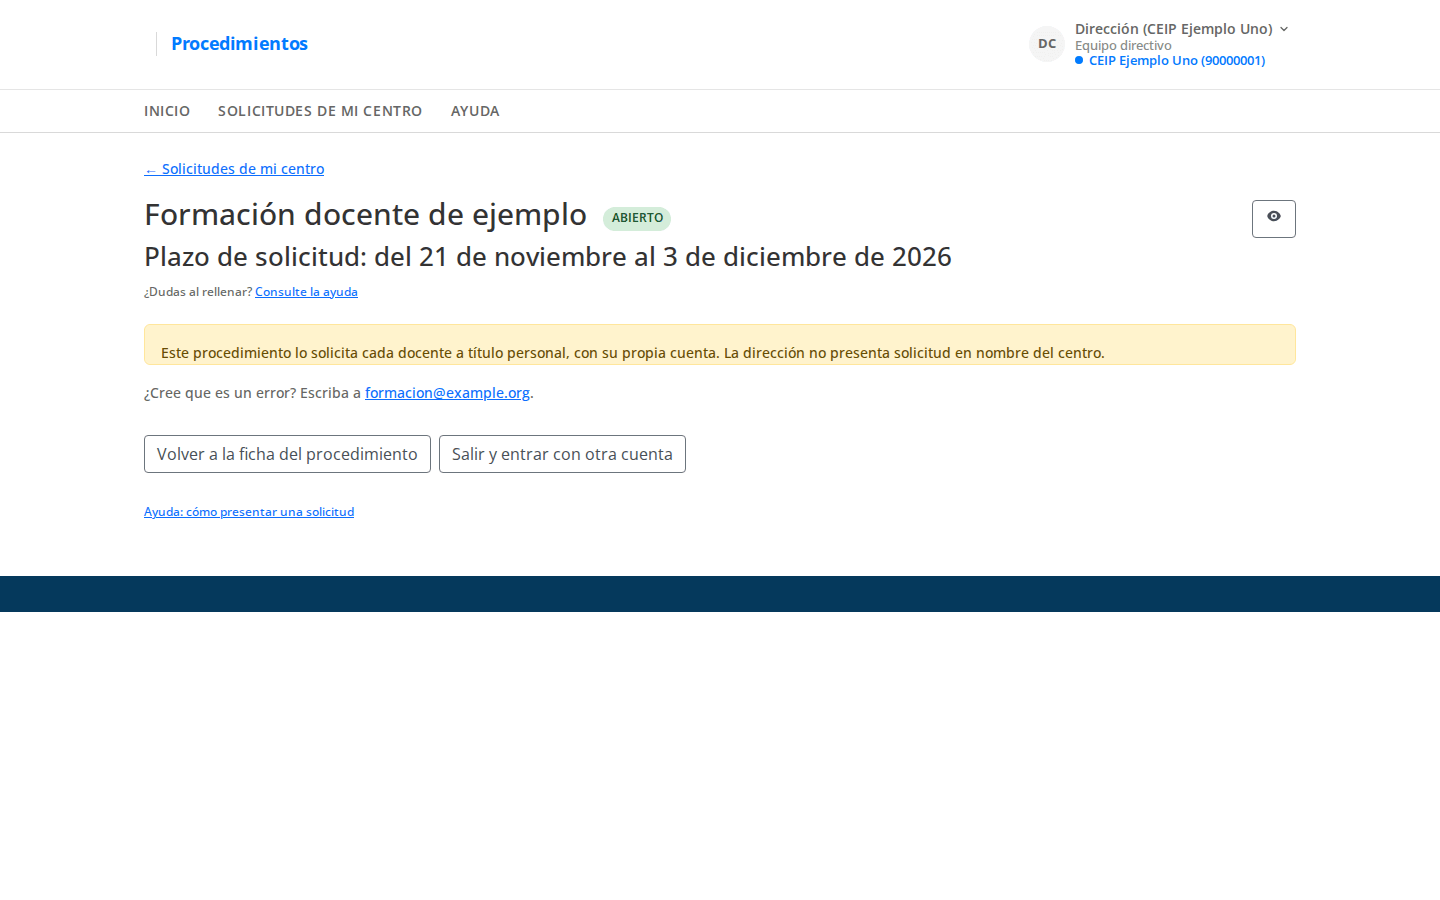 Procedimientos
DC
Dirección (CEIP Ejemplo Uno)
Equipo directivo
CEIP Ejemplo Uno (90000001)
INICIO
SOLICITUDES DE MI CENTRO
AYUDA
← Solicitudes de mi centro
Formación docente de ejemplo ABIERTO
Plazo de solicitud: del 21 de noviembre al 3 de diciembre de 2026
¿Dudas al rellenar? Consulte la ayuda
Este procedimiento lo solicita cada docente a título personal, con su propia cuenta. La dirección no presenta solicitud en nombre del centro.
¿Cree que es un error? Escriba a formacion@example.org.
Volver a la ficha del procedimiento
Salir y entrar con otra cuenta
Ayuda: cómo presentar una solicitud